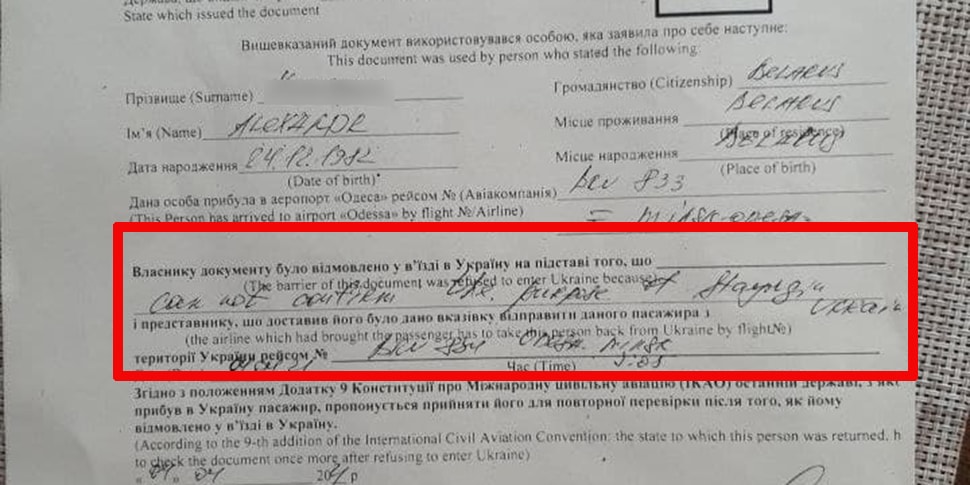 State which issued the document
Вишевказаний документ використовувався особою, яка заявила про себе наступне:
This document was used by person who stated the following:
Прізвище (Surname)
Громадянство (Citizenship) BELARUS
Ім'я (Name) ALEXANDR
Місце проживання BELARUS
(Place of residence)
Дата народження 24.12.1982
(Date of birth)
Місце народження BELARUS
(Place of birth)
Дана особа прибула в аеропорт «Одеса» рейсом № (Авіакомпанія) BRU 833
(This Person has arrived to airport «Odessa» by flight №/Airline) = MINSK-ODESA
Власнику документу було відмовлено у в'їзді в Україну на підставі того, що
(The barrier of this document was refused to enter Ukraine because of
can not confirm the purpose of Staying in Ukraine
і представнику, що доставив його було дано вказівку відправити даного пасажира з
(the airline which had brought the passenger has to take this person back from Ukraine by flight№)
території України рейсом № BRU 834 ODESA MINSK
Час (Time)
Згідно з положенням Додатку 9 Конституції про Міжнародну цивільну авіацію (ІКАО) останній державі, з якої
прибув в Україну пасажир, пропонується прийняти його для повторної перевірки після того, як йому
відмовлено у в'їзді в Україну.
(According to the 9-th addition of the International Civil Aviation Convention: the state to which this person was returned, h
to check the document once more after refusing to enter Ukraine)
04 2021 р